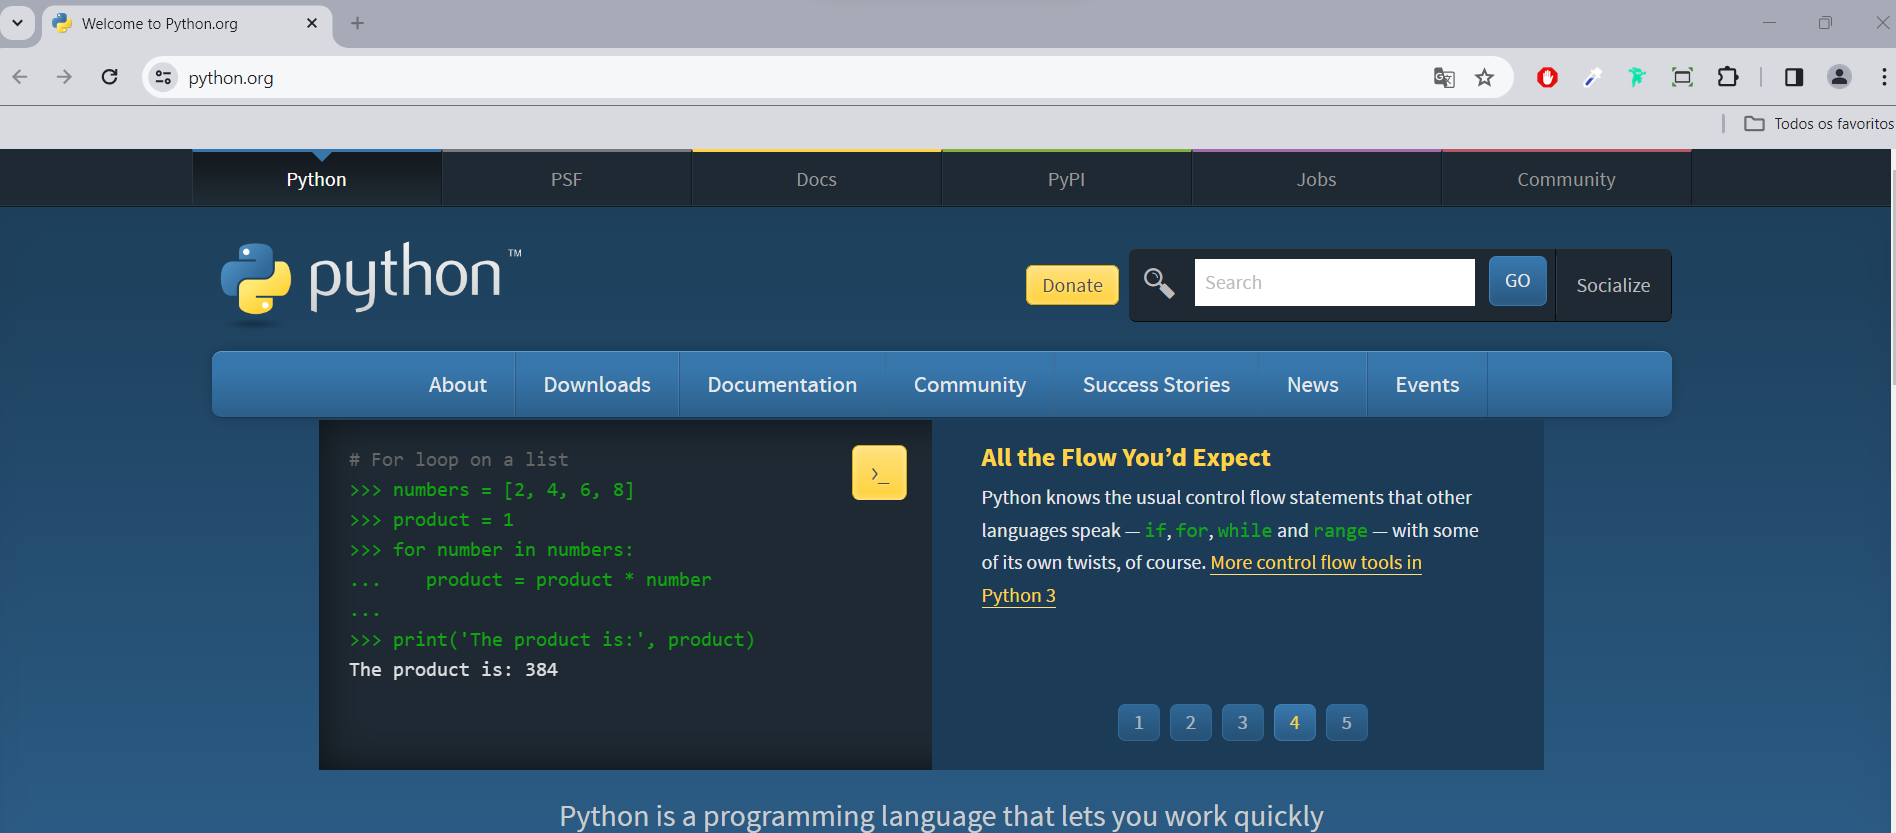 Welcome to Python.org
python.org
Todos os favoritos
Python PSF Docs PyPI Jobs Community
python™
Donate Search GO Socialize
About Downloads Documentation Community Success Stories News Events
# For loop on a list
>>> numbers = [2, 4, 6, 8]
>>> product = 1
>>> for number in numbers:
...    product = product * number
...
>>> print('The product is:', product)
The product is: 384
>_
All the Flow You’d Expect
Python knows the usual control flow statements that other
languages speak — if, for, while and range — with some
of its own twists, of course. More control flow tools in
Python 3
1 2 3 4 5
Python is a programming language that lets you work quickly